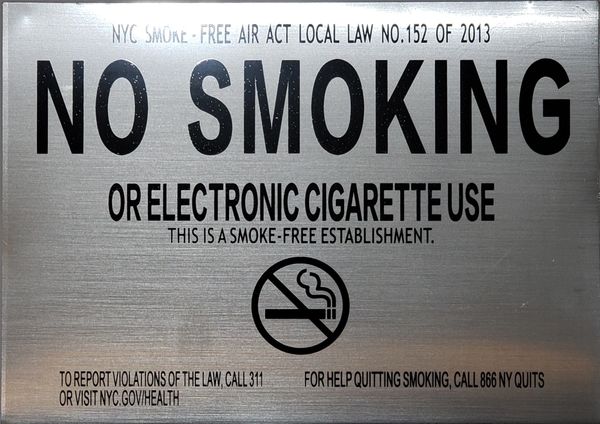 NYC SMOKE - FREE AIR ACT LOCAL LAW NO.152 OF 2013
NO SMOKING
OR ELECTRONIC CIGARETTE USE
THIS IS A SMOKE-FREE ESTABLISHMENT.
TO REPORT VIOLATIONS OF THE LAW, CALL 311
OR VISIT NYC.GOV/HEALTH
FOR HELP QUITTING SMOKING, CALL 866 NY QUITS